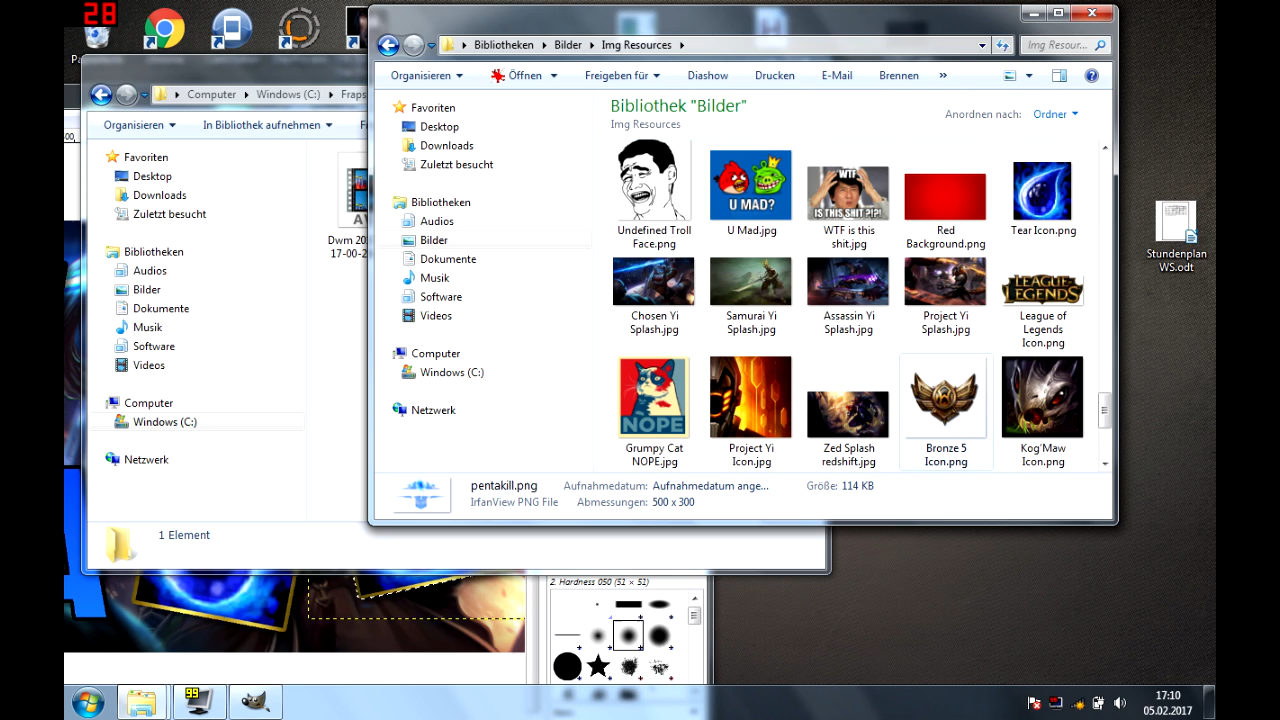 28
Pa
Bibliotheken
Bilder
Img Resources
Img Resour...
Organisieren
Öffnen
Freigeben für
Diashow
Drucken
E-Mail
Brennen
»
Favoriten
Desktop
Downloads
Zuletzt besucht
Bibliotheken
Audios
Bilder
Dokumente
Musik
Software
Videos
Computer
Windows (C:)
Netzwerk
Bibliothek "Bilder"
Img Resources
Anordnen nach:
Ordner
U MAD?
WTF
IS THIS SHIT ?!?!
Undefined Troll
Face.png
U Mad.jpg
WTF is this
shit.jpg
Red
Background.png
Tear Icon.png
LEAGUE OF
LEGENDS
Chosen Yi
Splash.jpg
Samurai Yi
Splash.jpg
Assassin Yi
Splash.jpg
Project Yi
Splash.jpg
League of
Legends
Icon.png
NOPE
Grumpy Cat
NOPE.jpg
Project Yi
Icon.jpg
Zed Splash
redshift.jpg
Bronze 5
Icon.png
Kog'Maw
Icon.png
pentakill.png
Aufnahmedatum: Aufnahmedatum ange...
Größe: 114 KB
IrfanView PNG File
Abmessungen: 500 x 300
Computer
Windows (C:)
Fraps
Organisieren
In Bibliothek aufnehmen
Favoriten
Desktop
Downloads
Zuletzt besucht
Bibliotheken
Audios
Bilder
Dokumente
Musik
Software
Videos
Computer
Windows (C:)
Netzwerk
Dwm 20
17-00-2
1 Element
Stundenplan
WS.odt
2. Hardness 050 (51 × 51)
99
17:10
05.02.2017